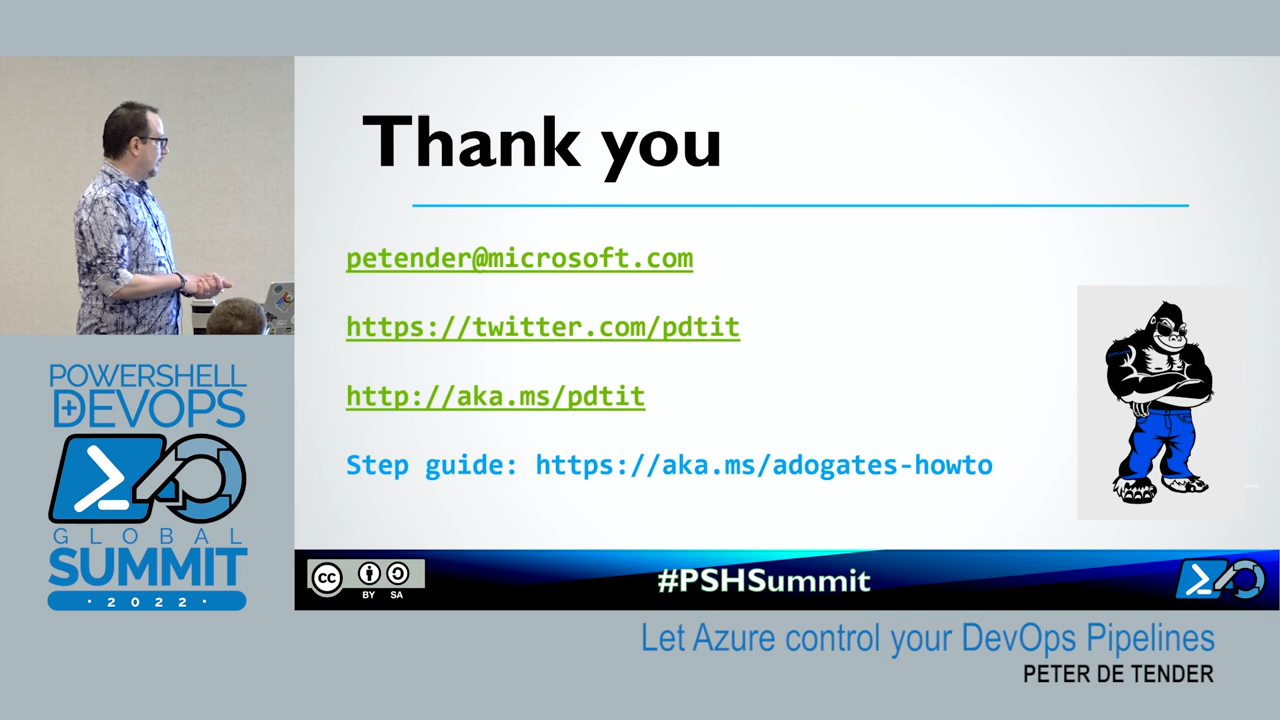 Thank you
petender@microsoft.com
https://twitter.com/pdtit
http://aka.ms/pdtit
Step guide: https://aka.ms/adogates-howto
POWERSHELL
+DEVOPS
GLOBAL
SUMMIT
· 2022 ·
cc
BY SA
#PSHSummit
Let Azure control your DevOps Pipelines
PETER DE TENDER